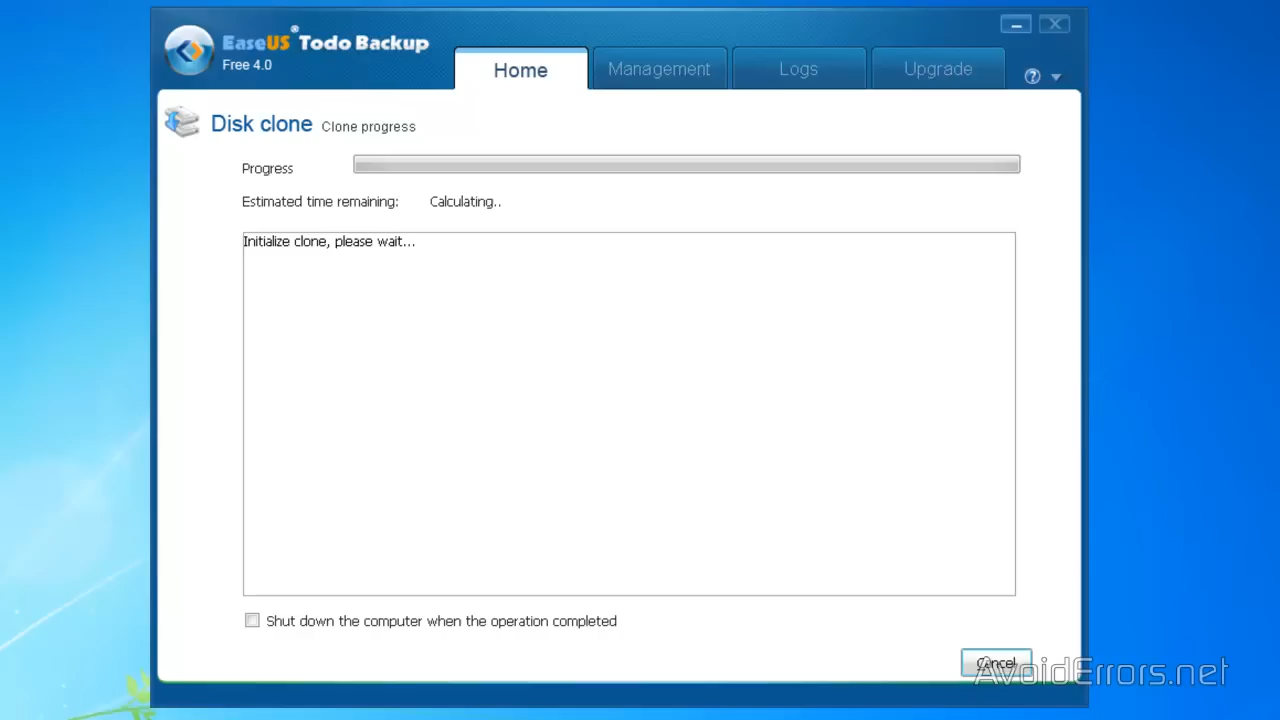 EaseUS® Todo Backup
Free 4.0
Home
Management
Logs
Upgrade
?
Disk clone Clone progress
Progress
Estimated time remaining: Calculating..
Initialize clone, please wait...
Shut down the computer when the operation completed
Cancel
AvoidErrors.net